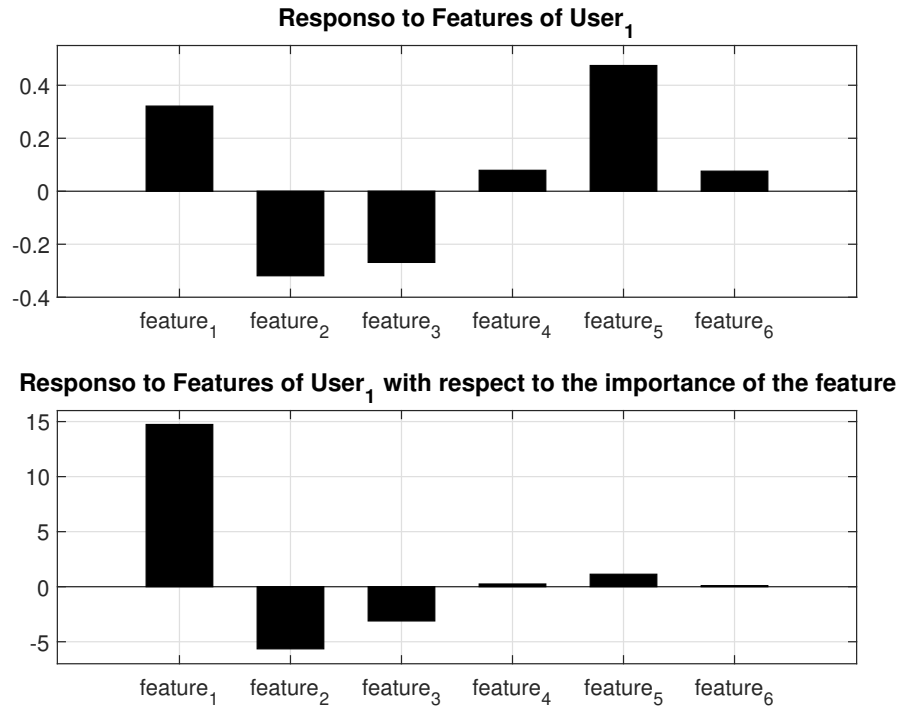 Responso to Features of User₁
0.4
0.2
0
-0.2
-0.4
feature₁ feature₂ feature₃ feature₄ feature₅ feature₆
Responso to Features of User₁ with respect to the importance of the feature
15
10
5
0
-5
feature₁ feature₂ feature₃ feature₄ feature₅ feature₆